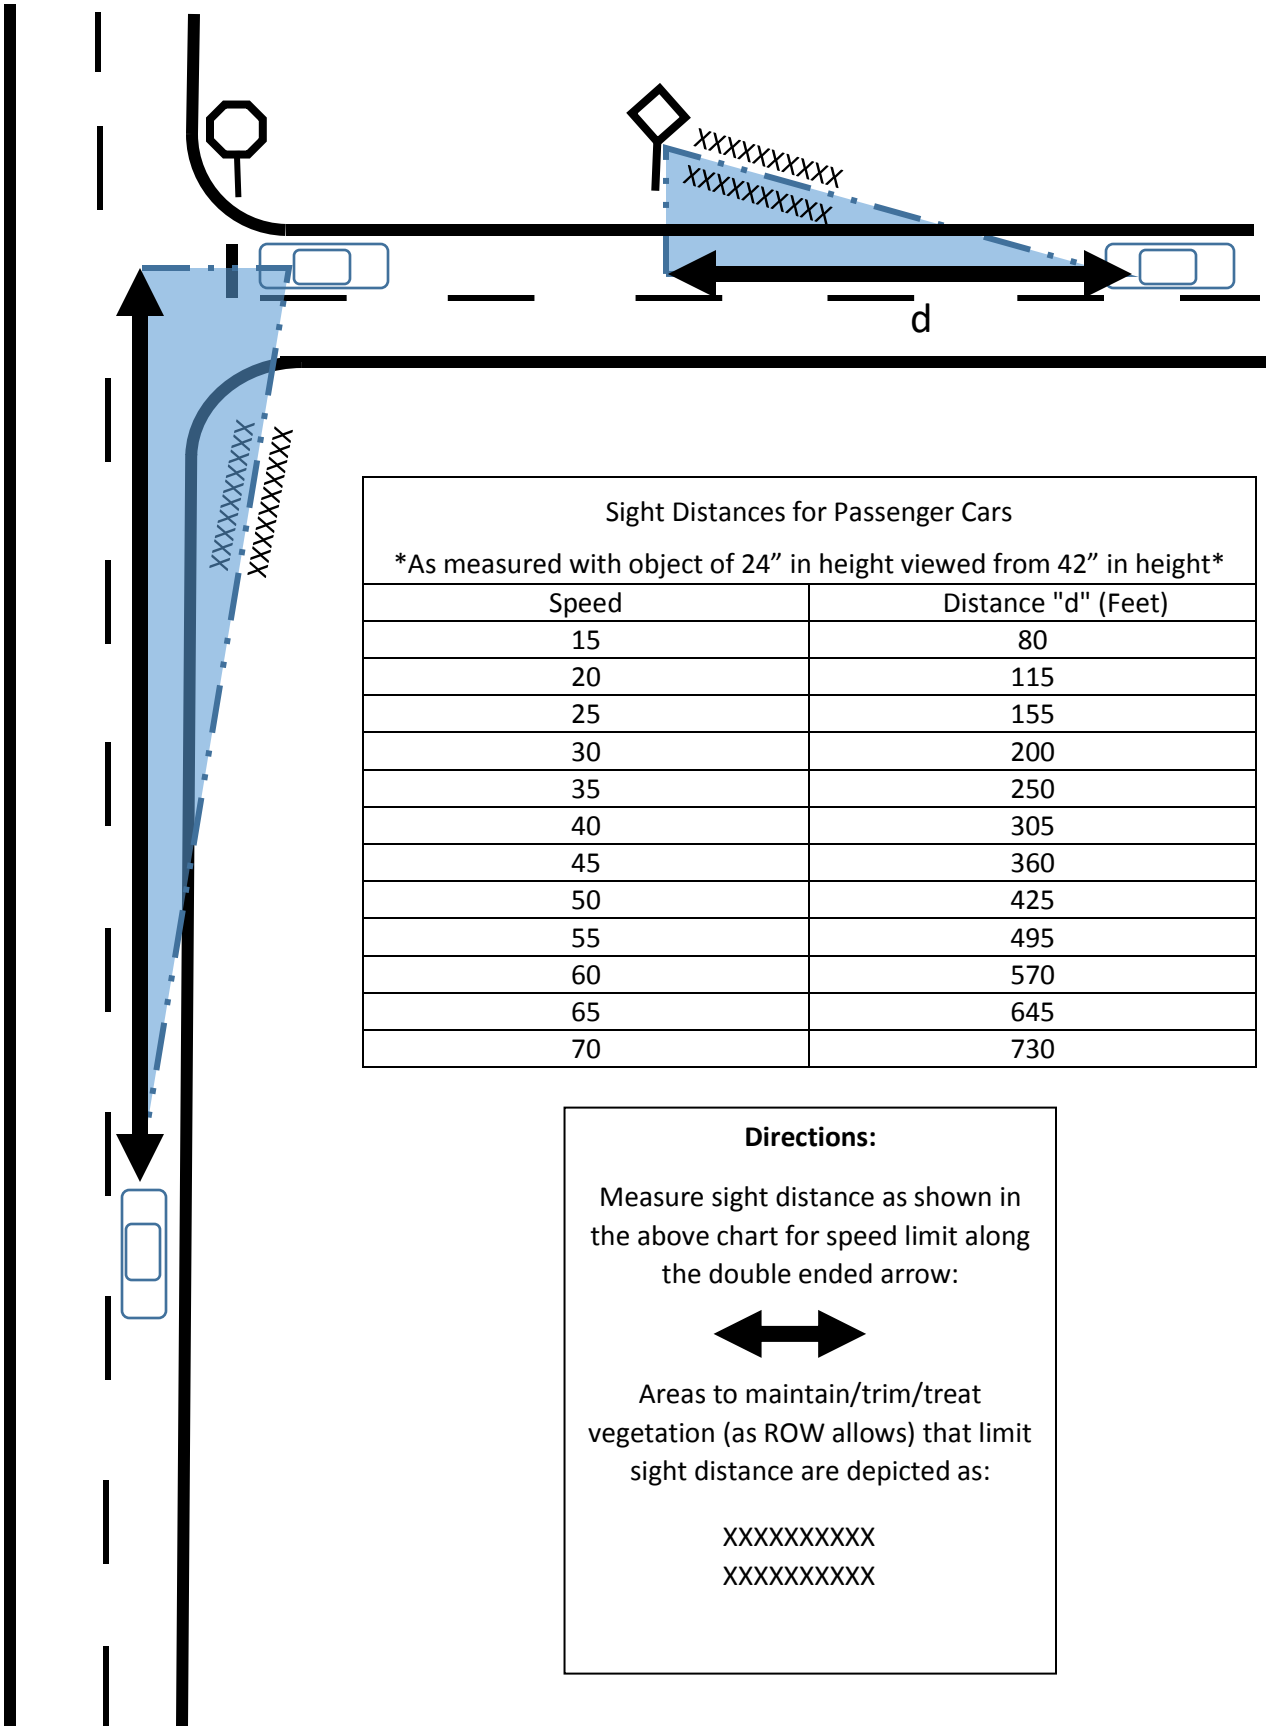 XXXXXXXXXX
XXXXXXXXXX
d
XXXXXXXXXX
XXXXXXXXXX
Sight Distances for Passenger Cars
*As measured with object of 24” in height viewed from 42” in height*
Speed Distance "d" (Feet)
15 80
20 115
25 155
30 200
35 250
40 305
45 360
50 425
55 495
60 570
65 645
70 730
Directions:
Measure sight distance as shown in
the above chart for speed limit along
the double ended arrow:
Areas to maintain/trim/treat
vegetation (as ROW allows) that limit
sight distance are depicted as:
XXXXXXXXXX
XXXXXXXXXX